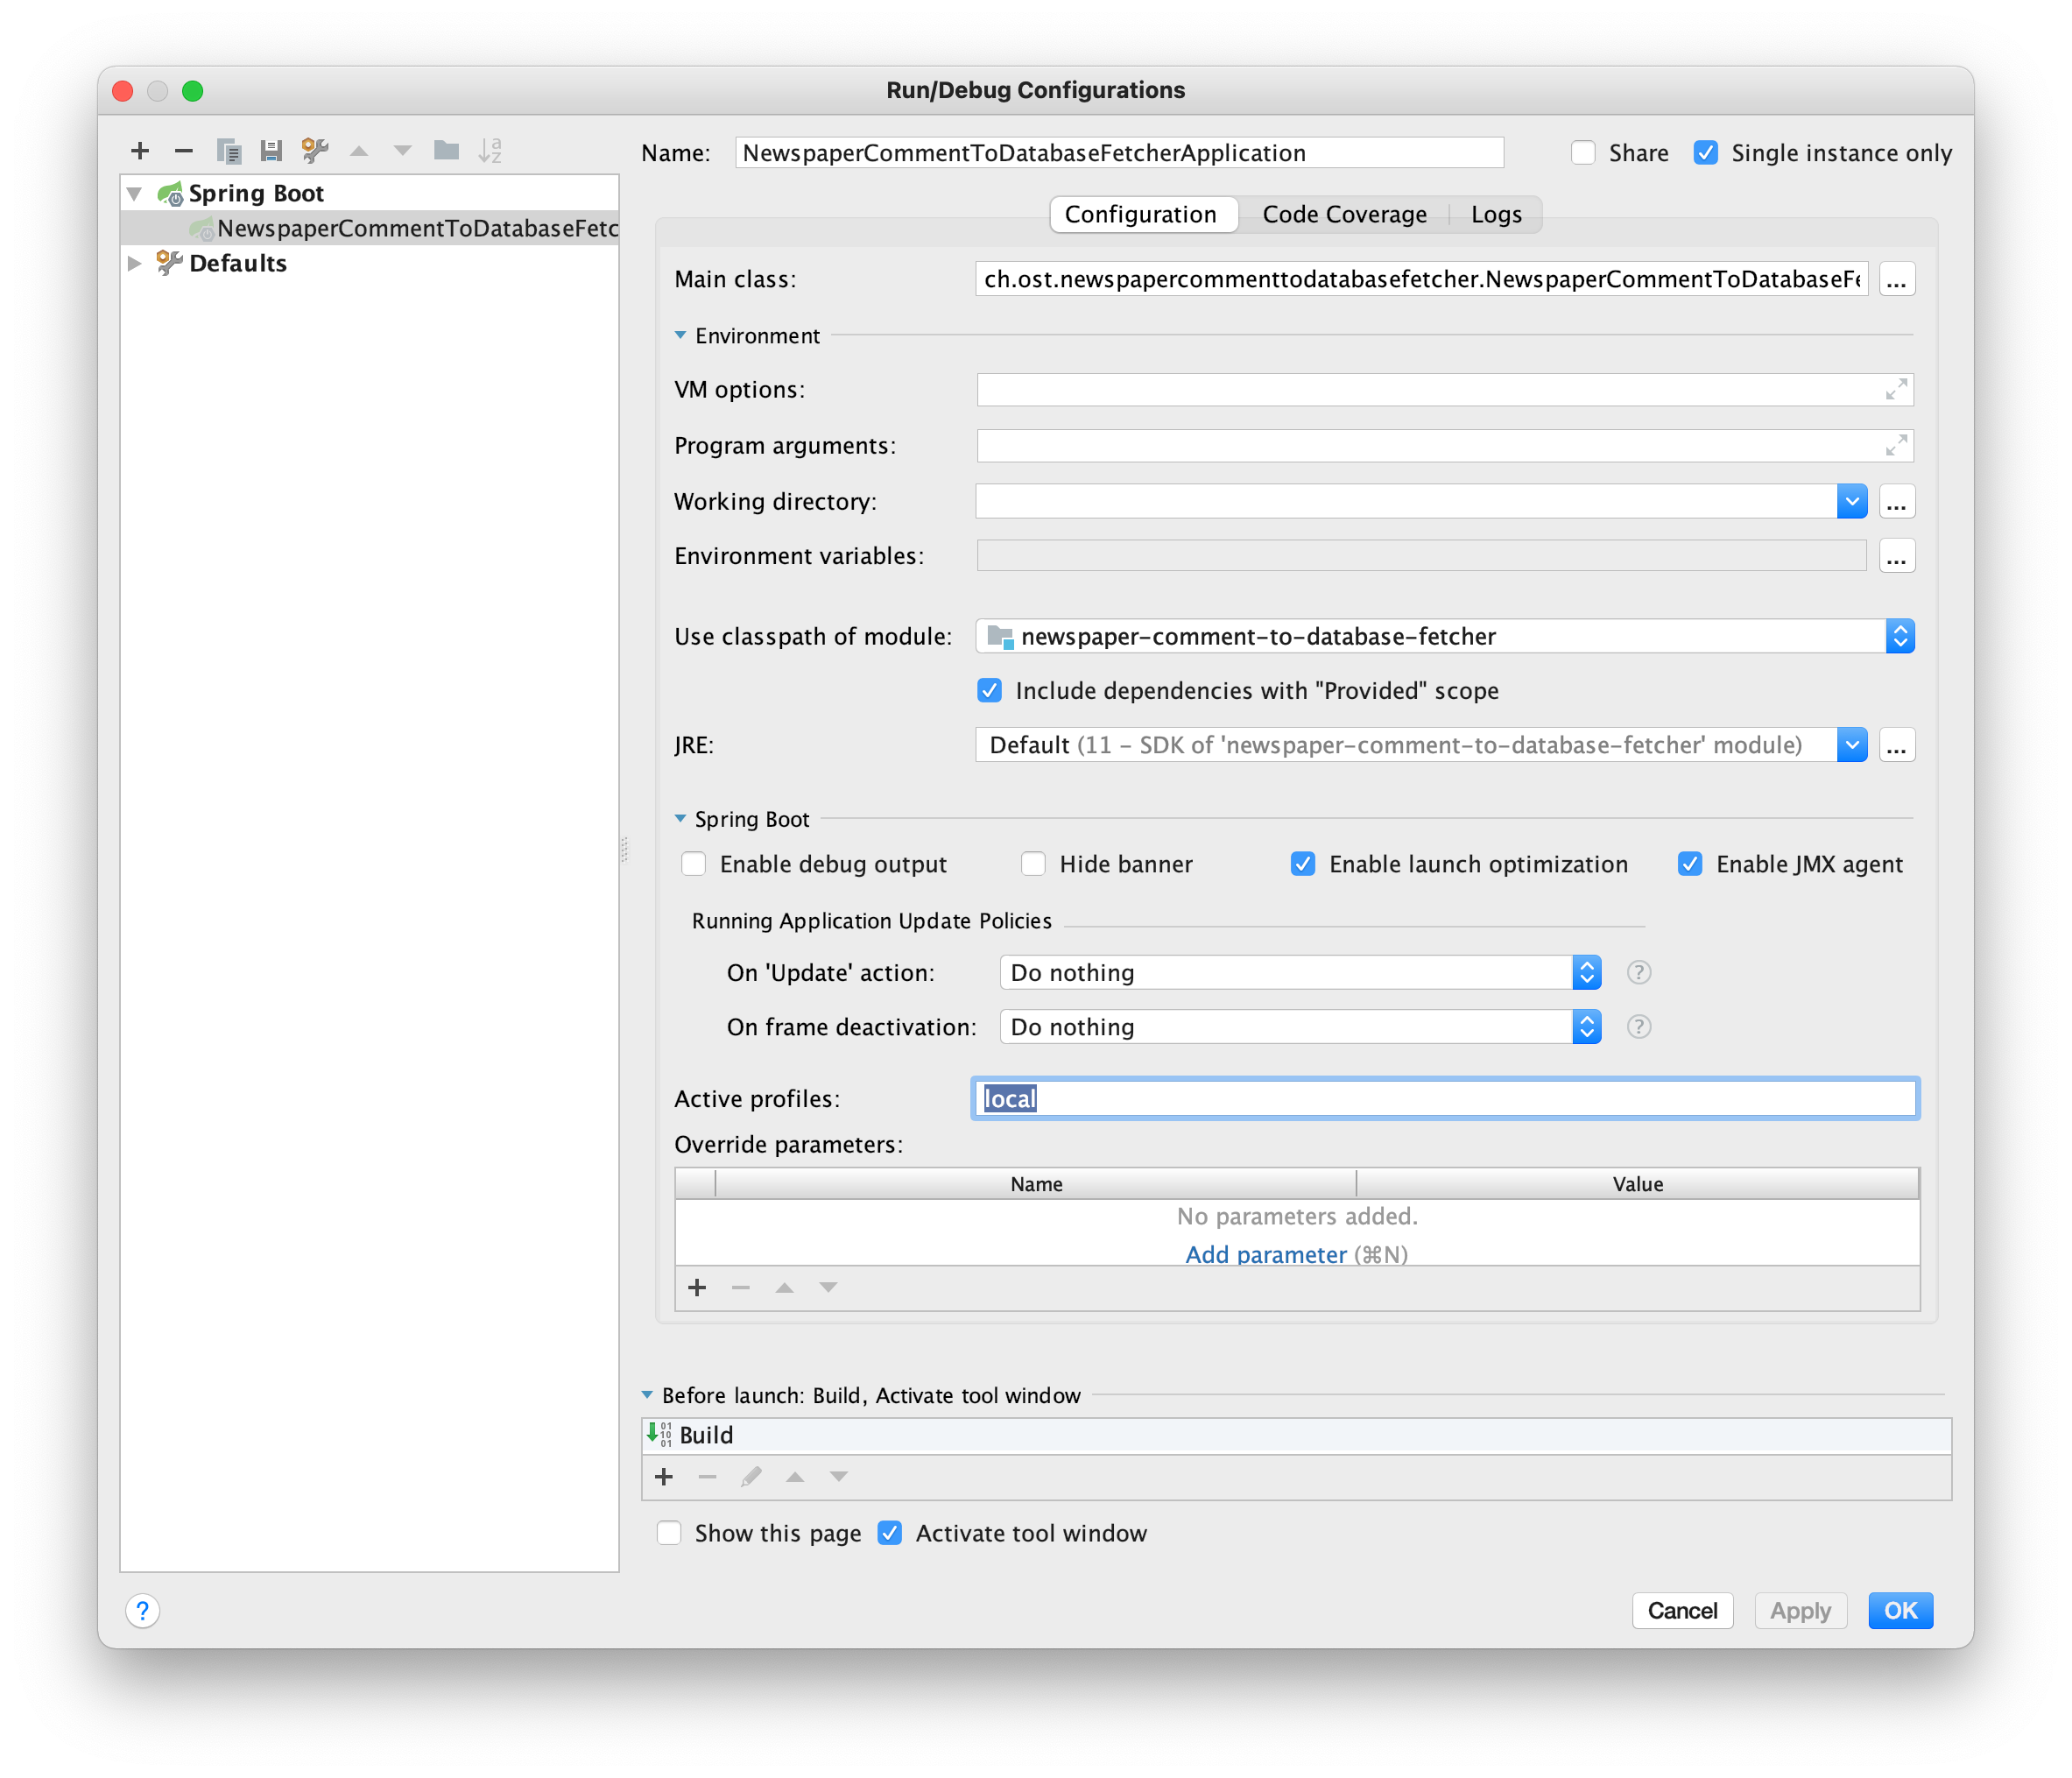 Run/Debug Configurations
Name: NewspaperCommentToDatabaseFetcherApplication Share Single instance only
Spring Boot
NewspaperCommentToDatabaseFetc
Defaults
Configuration Code Coverage Logs
Main class: ch.ost.newspapercommenttodatabasefetcher.NewspaperCommentToDatabaseFe ...
Environment
VM options:
Program arguments:
Working directory: ...
Environment variables: ...
Use classpath of module: newspaper-comment-to-database-fetcher
Include dependencies with "Provided" scope
JRE: Default (11 - SDK of 'newspaper-comment-to-database-fetcher' module) ...
Spring Boot
Enable debug output Hide banner Enable launch optimization Enable JMX agent
Running Application Update Policies
On 'Update' action: Do nothing ?
On frame deactivation: Do nothing ?
Active profiles: local
Override parameters:
Name Value
No parameters added.
Add parameter (⌘N)
Before launch: Build, Activate tool window
Build
Show this page Activate tool window
? Cancel Apply OK